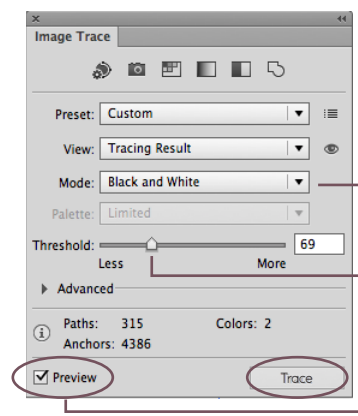 Image Trace
Preset: Custom
View: Tracing Result
Mode: Black and White
Palette: Limited
Threshold: 69
Less More
Advanced
Paths: 315 Colors: 2
Anchors: 4386
Preview Trace